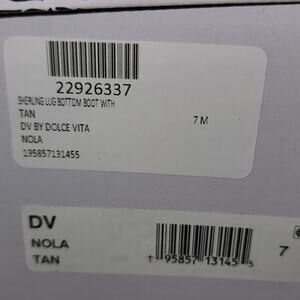 22926337
SHERLING LUG BOTTOM BOOT WITH
TAN 7 M
DV BY DOLCE VITA
NOLA
195857131455
DV
NOLA
TAN
1 95857 13145 5
7